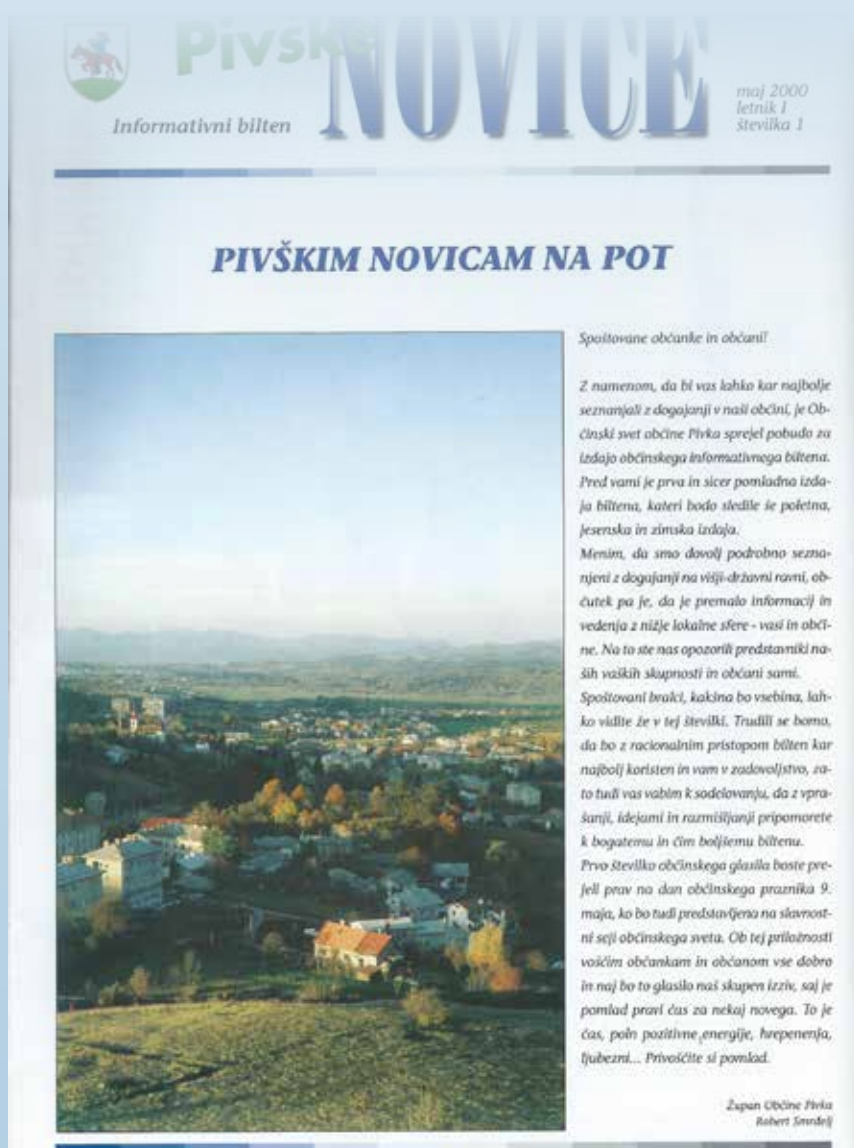 Pivške
NOVICE
Informativni bilten
maj 2000
letnik I
številka 1
PIVŠKIM NOVICAM NA POT
Spoštovane občanke in občani!
Z namenom, da bi vas lahko kar najbolje
seznanjali z dogajanji v naši občini, je Ob-
činski svet občine Pivka sprejel pobudo za
izdajo občinskega informativnega biltena.
Pred vami je prva in sicer pomladna izda-
ja biltena, kateri bodo sledile še poletna,
jesenska in zimska izdaja.
Menim, da smo dovolj podrobno sezna-
njeni z dogajanji na višji-državni ravni, ob-
čutek pa je, da je premalo informacij in
vedenja z nižje lokalne sfere - vasi in obči-
ne. Na to ste nas opozorili predstavniki na-
ših vaških skupnosti in občani sami.
Spoštovani bralci, kakšna bo vsebina, lah-
ko vidite že v tej številki. Trudili se bomo,
da bo z racionalnim pristopom bilten kar
najbolj koristen in vam v zadovoljstvo, za-
to tudi vas vabim k sodelovanju, da z vpra-
šanji, idejami in razmišljanji pripomorete
k bogatemu in čim boljšemu biltenu.
Prvo številko občinskega glasila boste pre-
jeli prav na dan občinskega praznika 9.
maja, ko bo tudi predstavljena na slavnost-
ni seji občinskega sveta. Ob tej priložnosti
voščim občankam in občanom vse dobro
in naj bo to glasilo naš skupen izziv, saj je
pomlad pravi čas za nekaj novega. To je
čas, poln pozitivne energije, hrepenenja,
ljubezni... Privoščite si pomlad.
Župan Občine Pivka
Robert Smrdelj